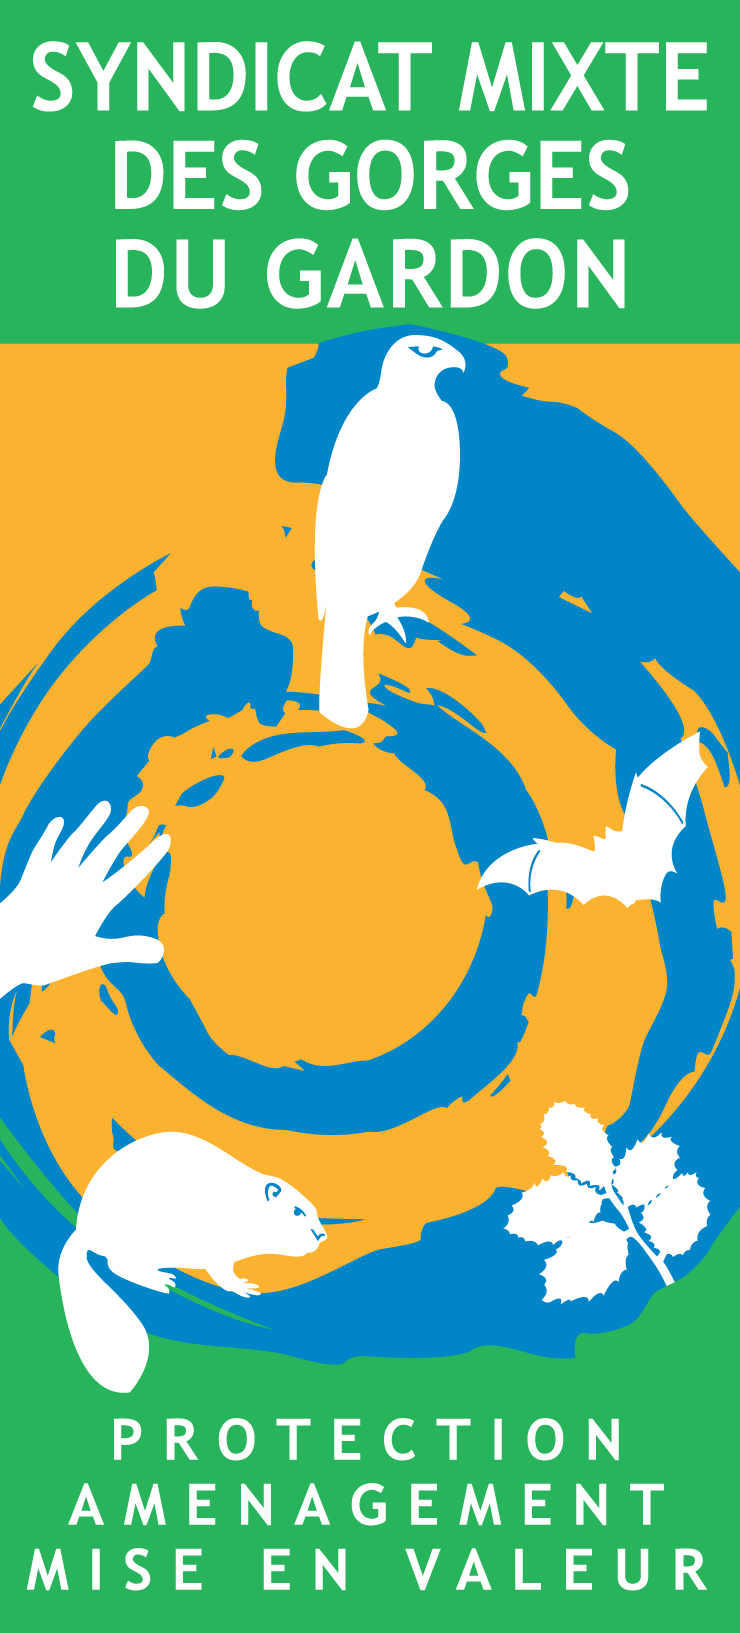 SYNDICAT MIXTE
DES GORGES
DU GARDON
PROTECTION
AMENAGEMENT
MISE EN VALEUR